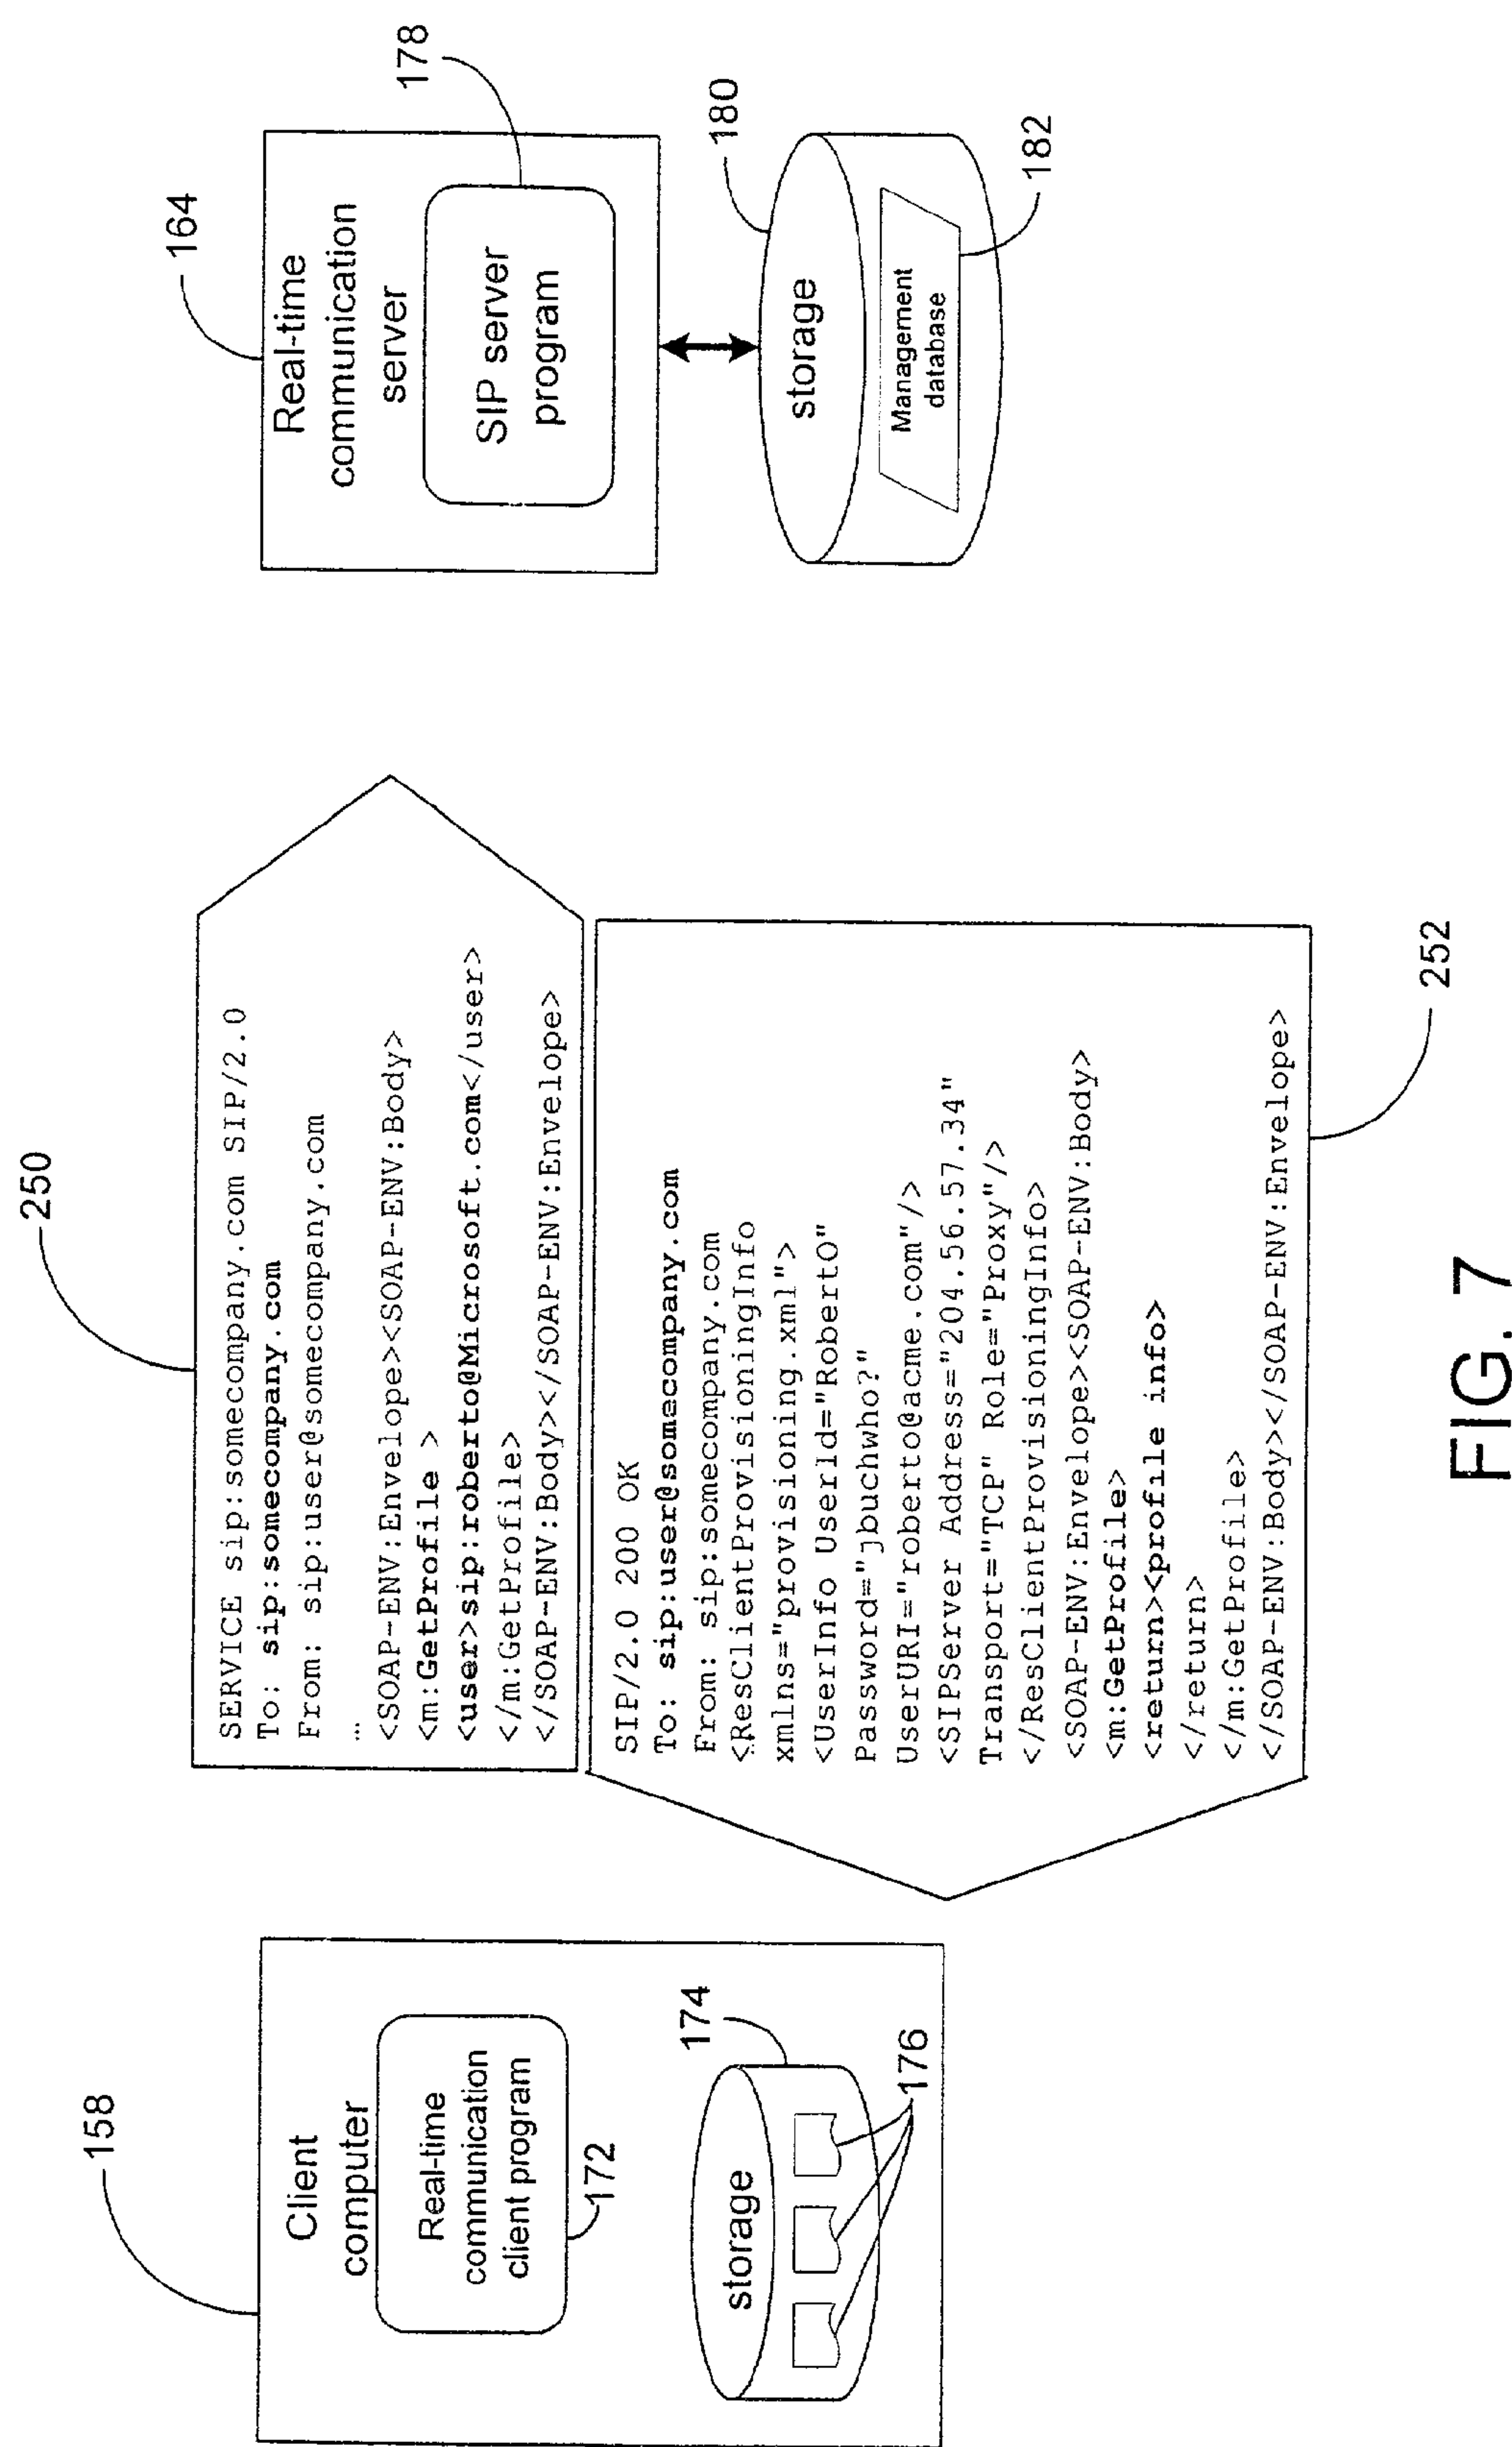 158
Client
computer
Real-time
communication
client program
172
storage
174
176
250
SERVICE sip:somecompany.com SIP/2.0
To: sip:somecompany.com
From: sip:user@somecompany.com
…
<SOAP-ENV:Envelope><SOAP-ENV:Body>
<m:GetProfile >
<user>sip:roberto@Microsoft.com</user>
</m:GetProfile>
</SOAP-ENV:Body></SOAP-ENV:Envelope>
SIP/2.0 200 OK
To: sip:user@somecompany.com
From: sip:somecompany.com
<ResClientProvisioningInfo
xmlns="provisioning.xml">
<UserInfo UserId="RobertO"
Password="jbuchwho?"
UserURI="roberto@acme.com"/>
<SIPServer Address="204.56.57.34"
Transport="TCP" Role="Proxy"/>
</ResClientProvisioningInfo>
<SOAP-ENV:Envelope><SOAP-ENV:Body>
<m:GetProfile>
<return><profile info>
</return>
</m:GetProfile>
</SOAP-ENV:Body></SOAP-ENV:Envelope>
252
164
Real-time
communication
server
SIP server
program
178
storage
180
Management
database
182
FIG. 7